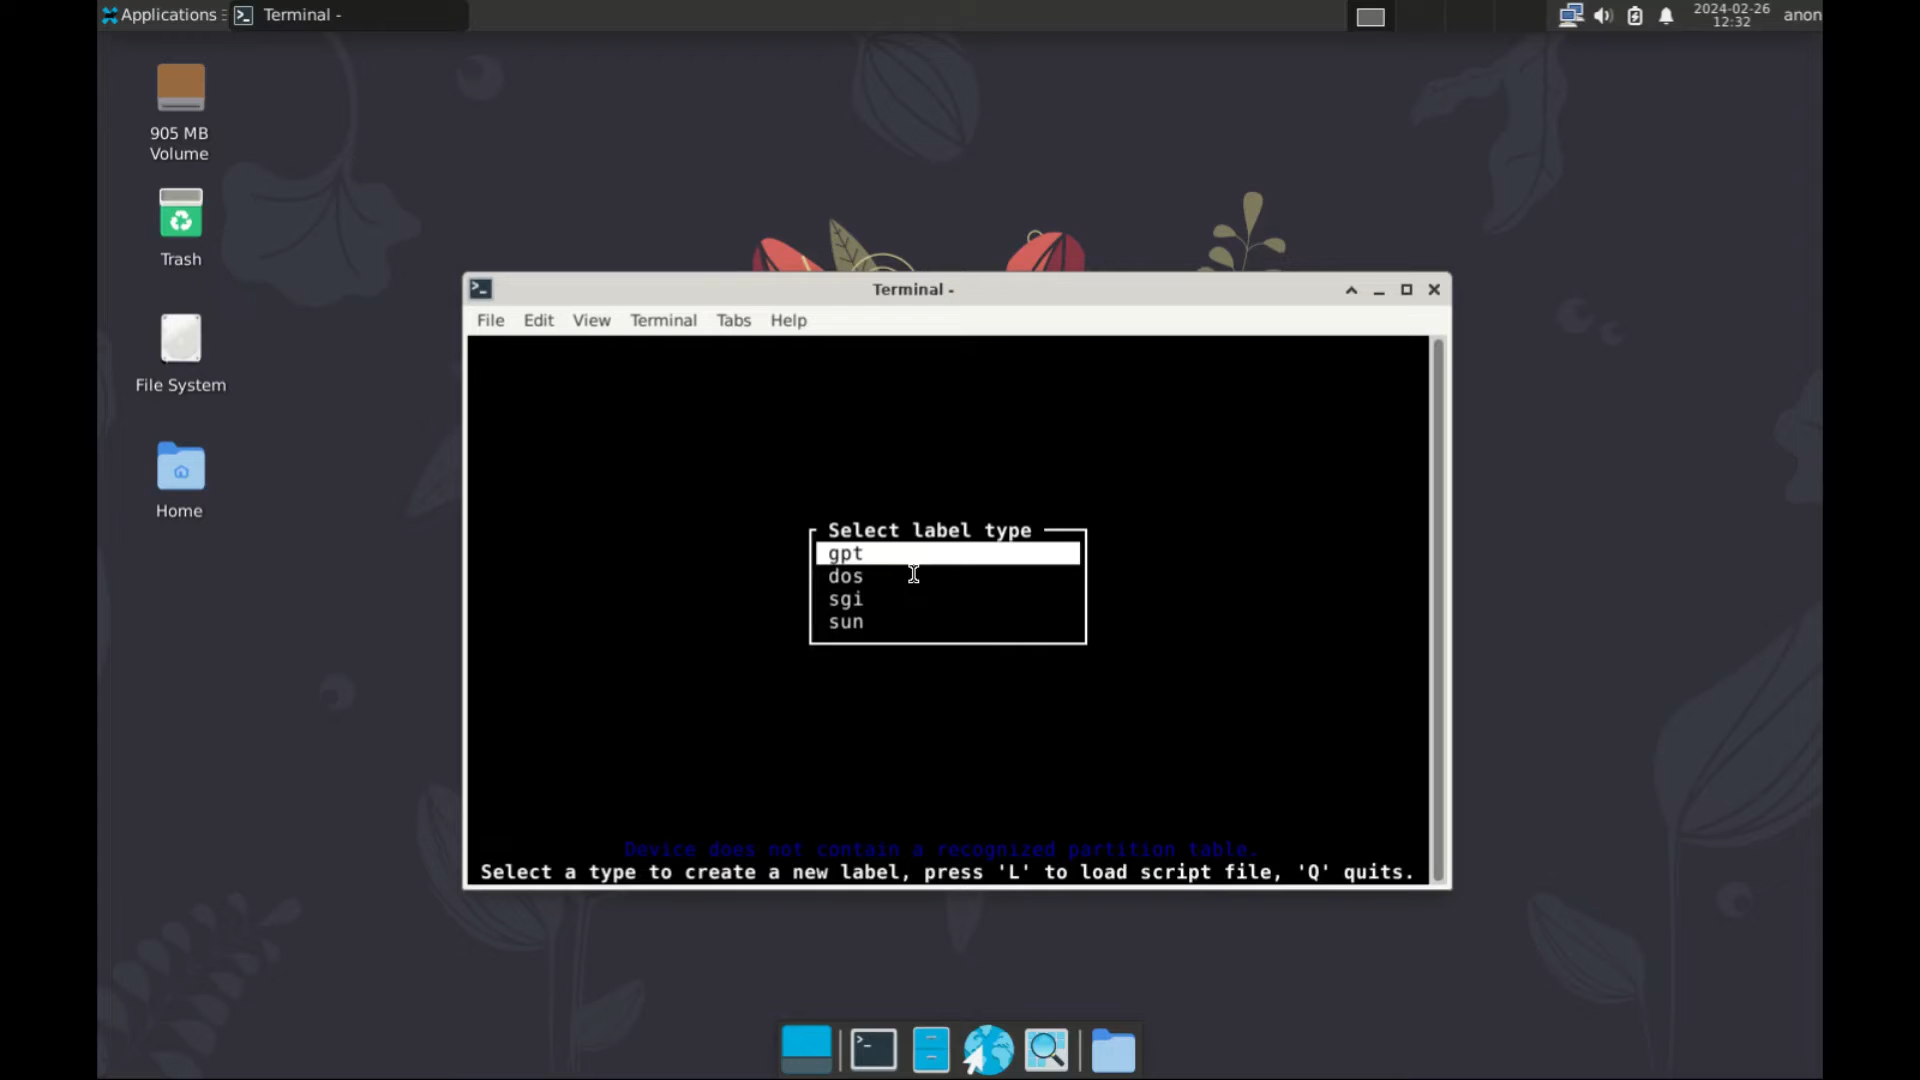 Applications
Terminal -
2024-02-26
12:32
anon
905 MB
Volume
Trash
File System
Home
Terminal -
File Edit View Terminal Tabs Help
Select label type
gpt
dos
sgi
sun
Device does not contain a recognized partition table.
Select a type to create a new label, press 'L' to load script file, 'Q' quits.